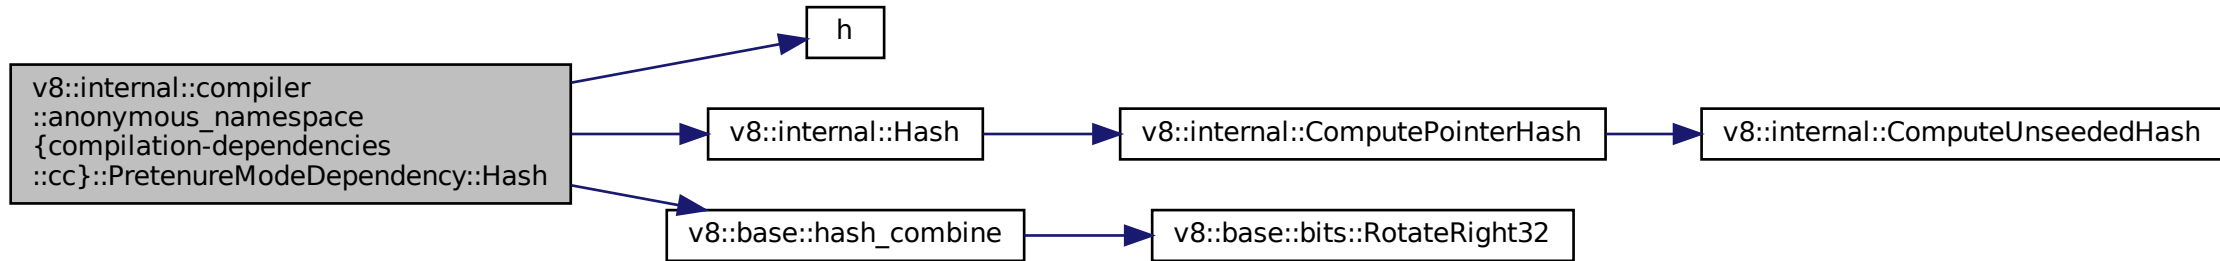 v8::internal::compiler
::anonymous_namespace
{compilation-dependencies
::cc}::PretenureModeDependency::Hash
h
v8::internal::Hash
v8::internal::ComputePointerHash
v8::internal::ComputeUnseededHash
v8::base::hash_combine
v8::base::bits::RotateRight32